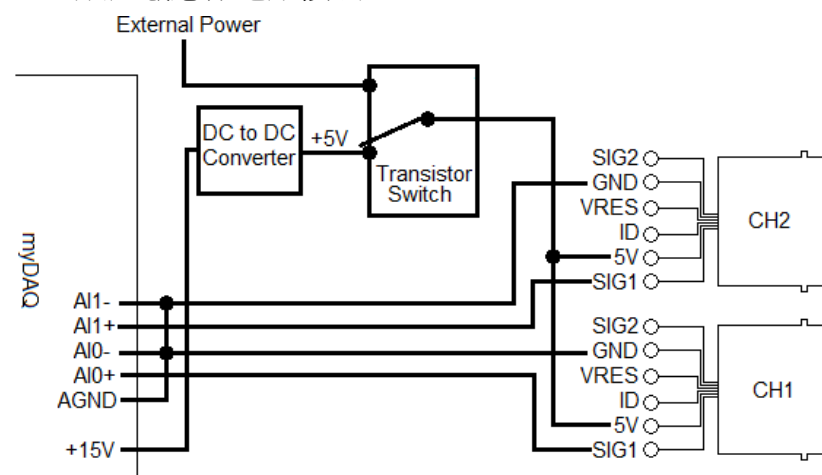 External Power
DC to DC
Converter
+5V
Transistor
Switch
myDAQ
AI1-
AI1+
AI0-
AI0+
AGND
+15V
SIG2
GND
VRES
ID
5V
SIG1
CH2
SIG2
GND
VRES
ID
5V
SIG1
CH1